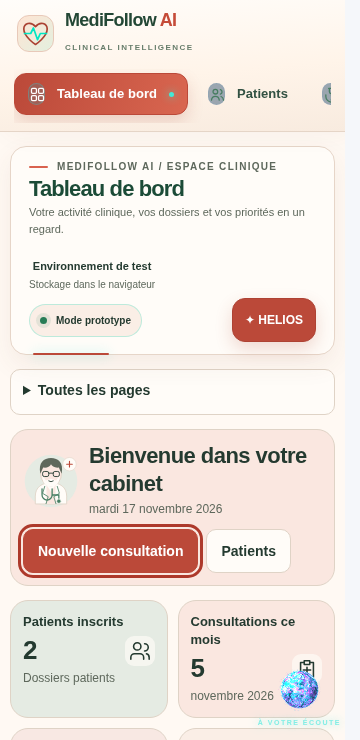 MediFollow AI
CLINICAL INTELLIGENCE
Tableau de bord
Patients
MEDIFOLLOW AI / ESPACE CLINIQUE
Tableau de bord
Votre activité clinique, vos dossiers et vos priorités en un
regard.
Environnement de test
Stockage dans le navigateur
Mode prototype
✦ HELIOS
▶ Toutes les pages
Bienvenue dans votre
cabinet
mardi 17 novembre 2026
Nouvelle consultation
Patients
Patients inscrits
2
Dossiers patients
Consultations ce
mois
5
novembre 2026
À VOTRE ÉCOUTE